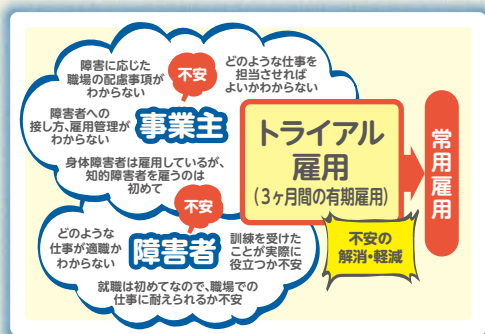 障害に応じた
職場の配慮事項が
わからない
不安
どのような仕事を
担当させれば
よいかわからない
障害者への
接し方、雇用管理が
わからない
事業主
身体障害者は雇用しているが、
知的障害者を雇うのは
初めて
不安
どのような
仕事が適職か
わからない
障害者
訓練を受けた
ことが実際に
役立つか不安
就職は初めてなので、職場での
仕事に耐えられるか不安
トライアル
雇用
(3ヶ月間の有期雇用)
不安の
解消・軽減
常用雇用